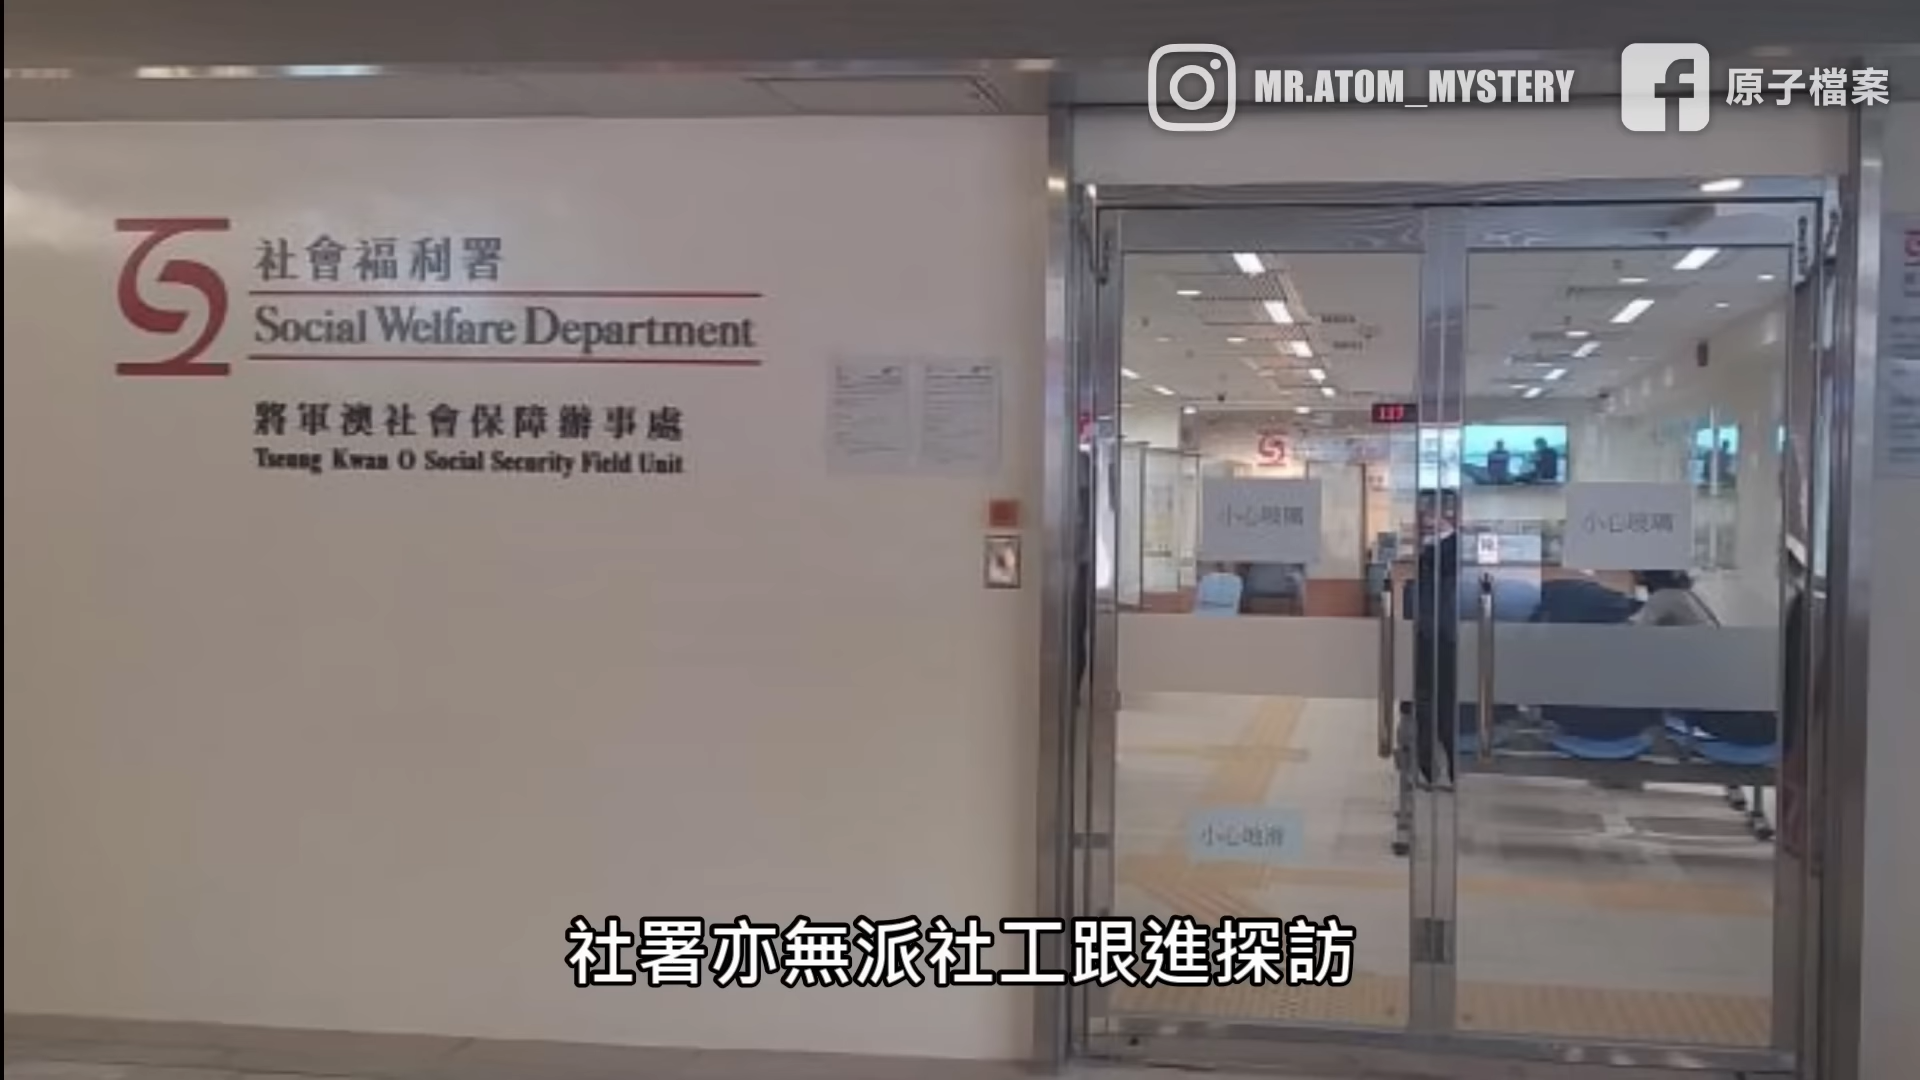 MR.ATOM_MYSTERY 原子檔案
社會福利署
Social Welfare Department
將軍澳社會保障辦事處
Tseung Kwan O Social Security Field Unit
117
小心玻璃
小心玻璃
小心地滑
社署亦無派社工跟進探訪